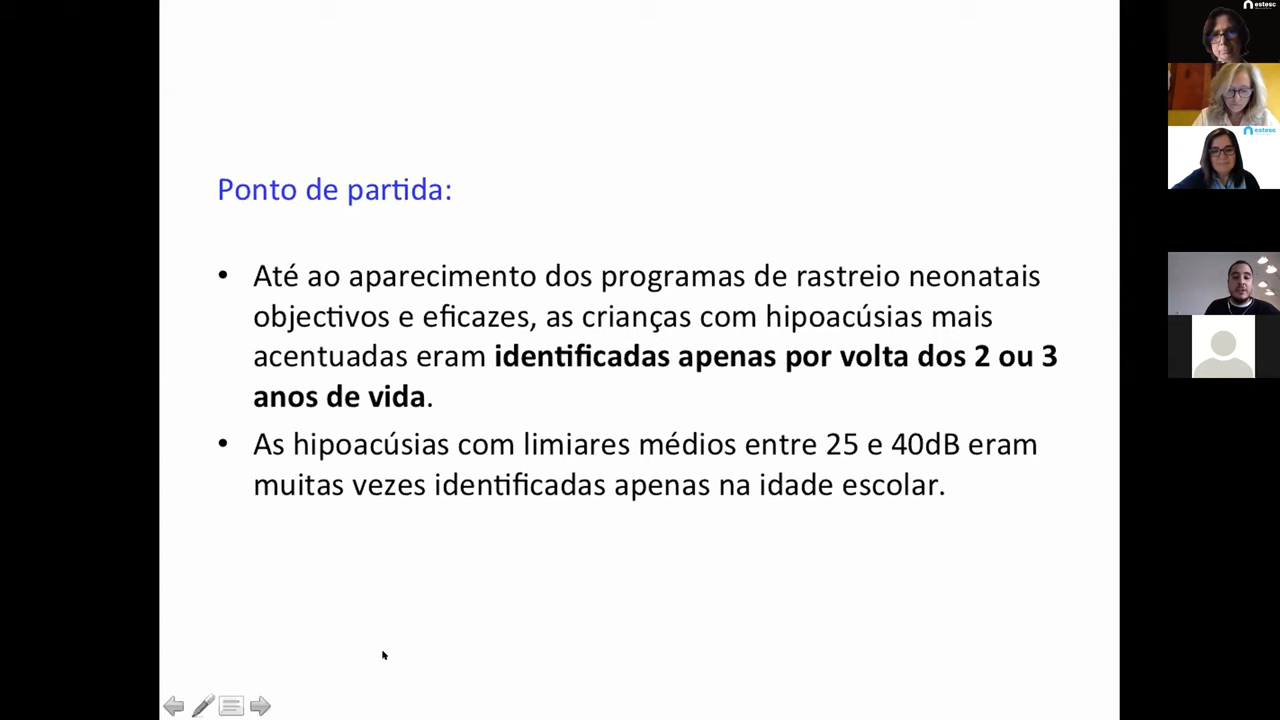 Ponto de partida:
• Até ao aparecimento dos programas de rastreio neonatais
objectivos e eficazes, as crianças com hipoacúsias mais
acentuadas eram identificadas apenas por volta dos 2 ou 3
anos de vida.
• As hipoacúsias com limiares médios entre 25 e 40dB eram
muitas vezes identificadas apenas na idade escolar.
estesc
estesc